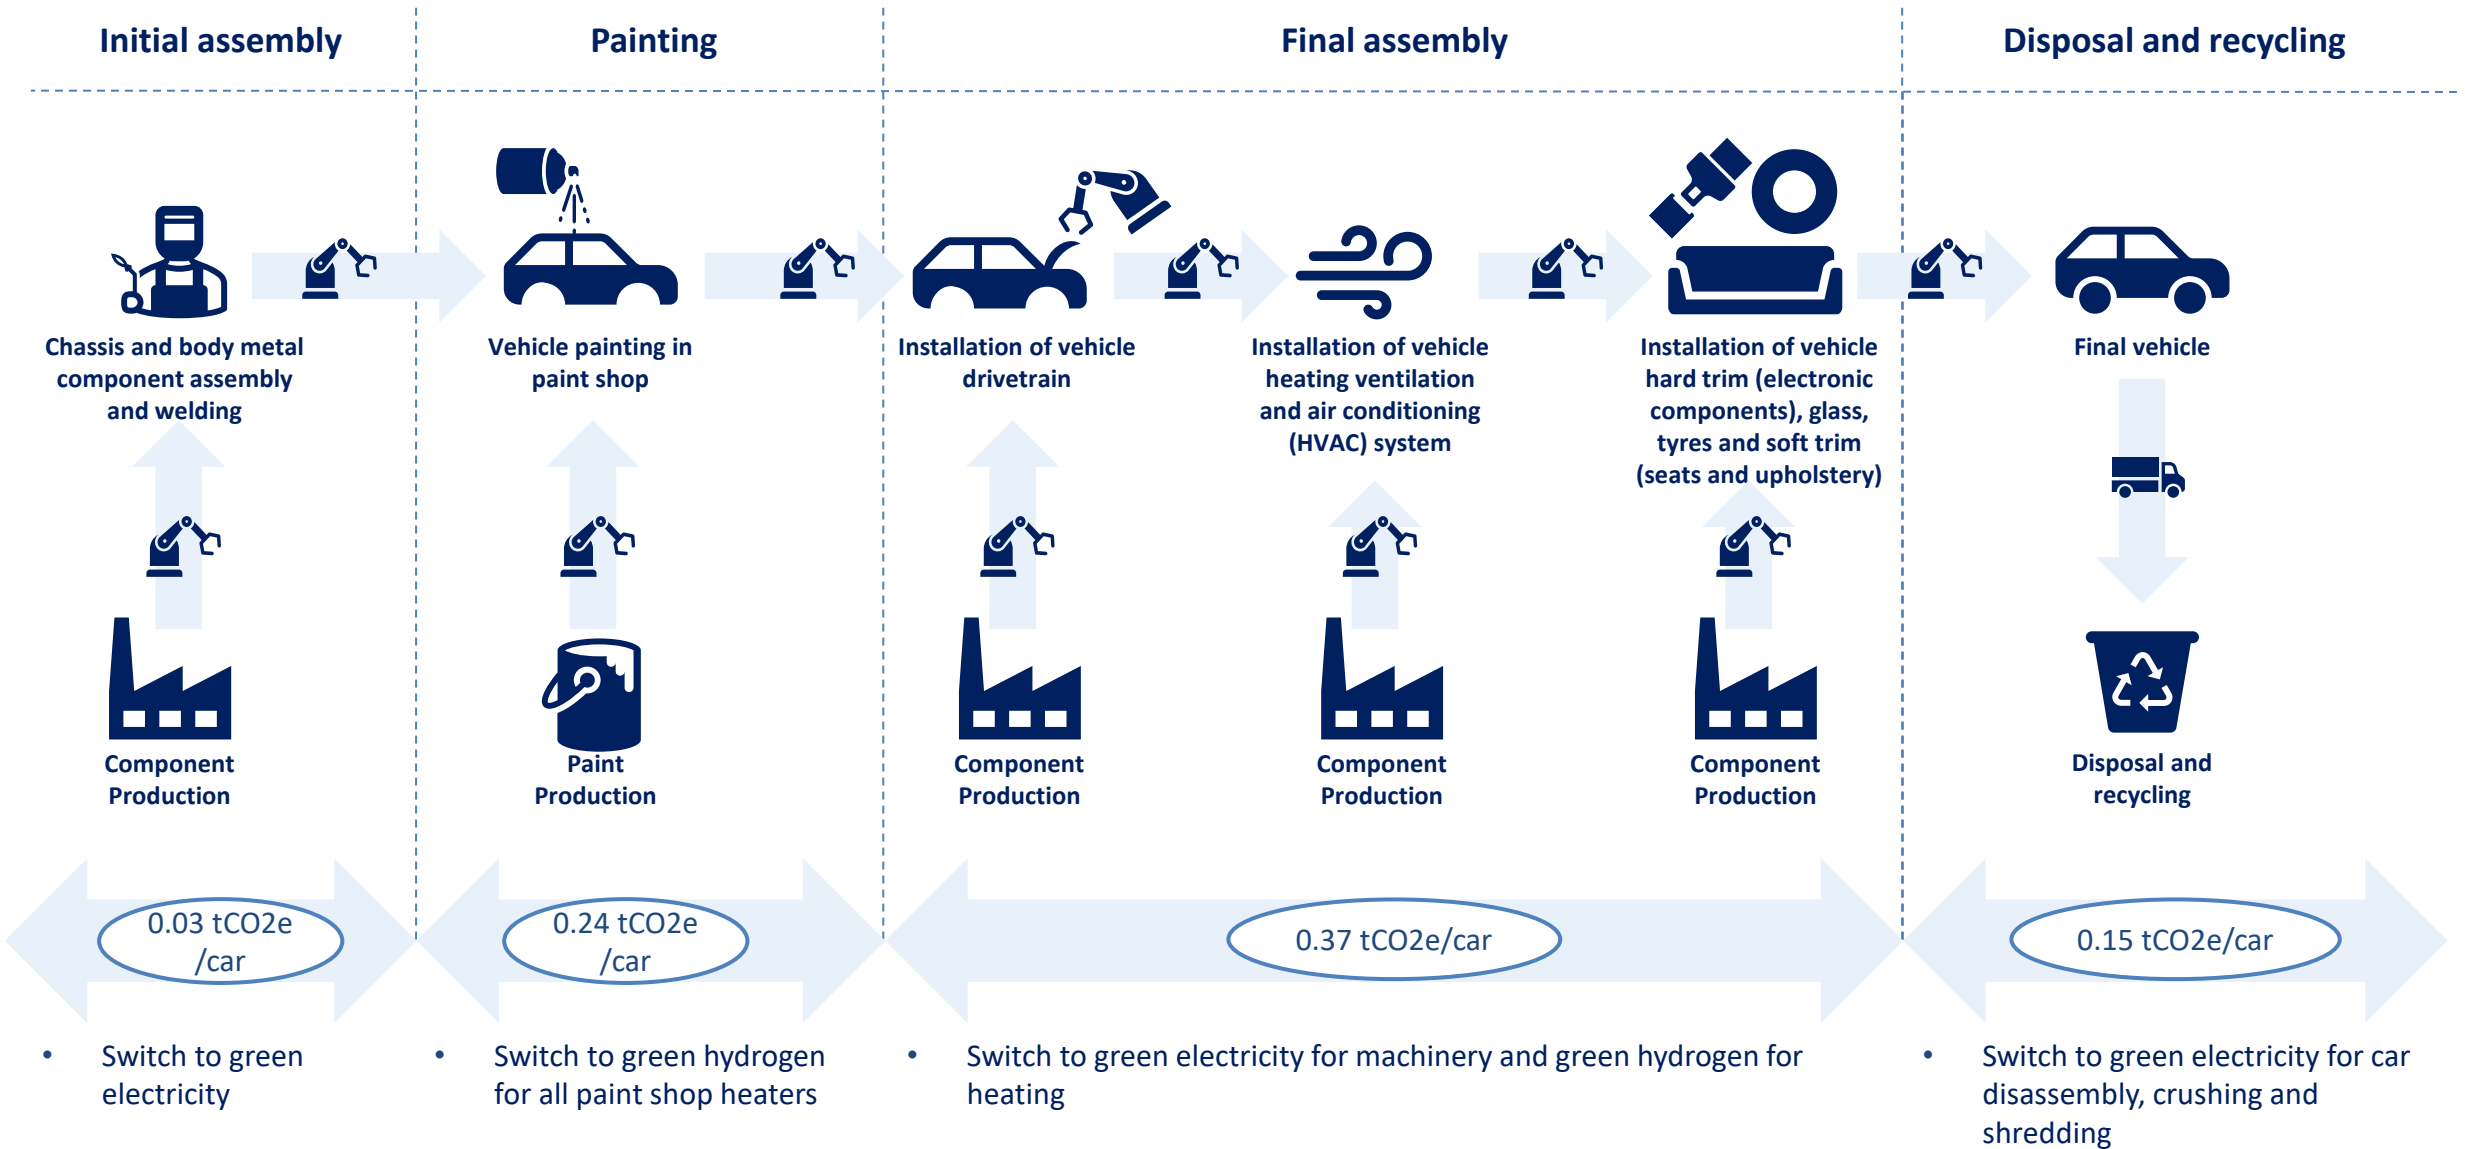 Initial assembly
Painting
Final assembly
Disposal and recycling
Chassis and body metal
component assembly
and welding
Vehicle painting in
paint shop
Installation of vehicle
drivetrain
Installation of vehicle
heating ventilation
and air conditioning
(HVAC) system
Installation of vehicle
hard trim (electronic
components), glass,
tyres and soft trim
(seats and upholstery)
Final vehicle
Component
Production
Paint
Production
Component
Production
Component
Production
Component
Production
Disposal and
recycling
0.03 tCO2e
/car
0.24 tCO2e
/car
0.37 tCO2e/car
0.15 tCO2e/car
• Switch to green
electricity
• Switch to green hydrogen
for all paint shop heaters
• Switch to green electricity for machinery and green hydrogen for
heating
• Switch to green electricity for car
disassembly, crushing and
shredding